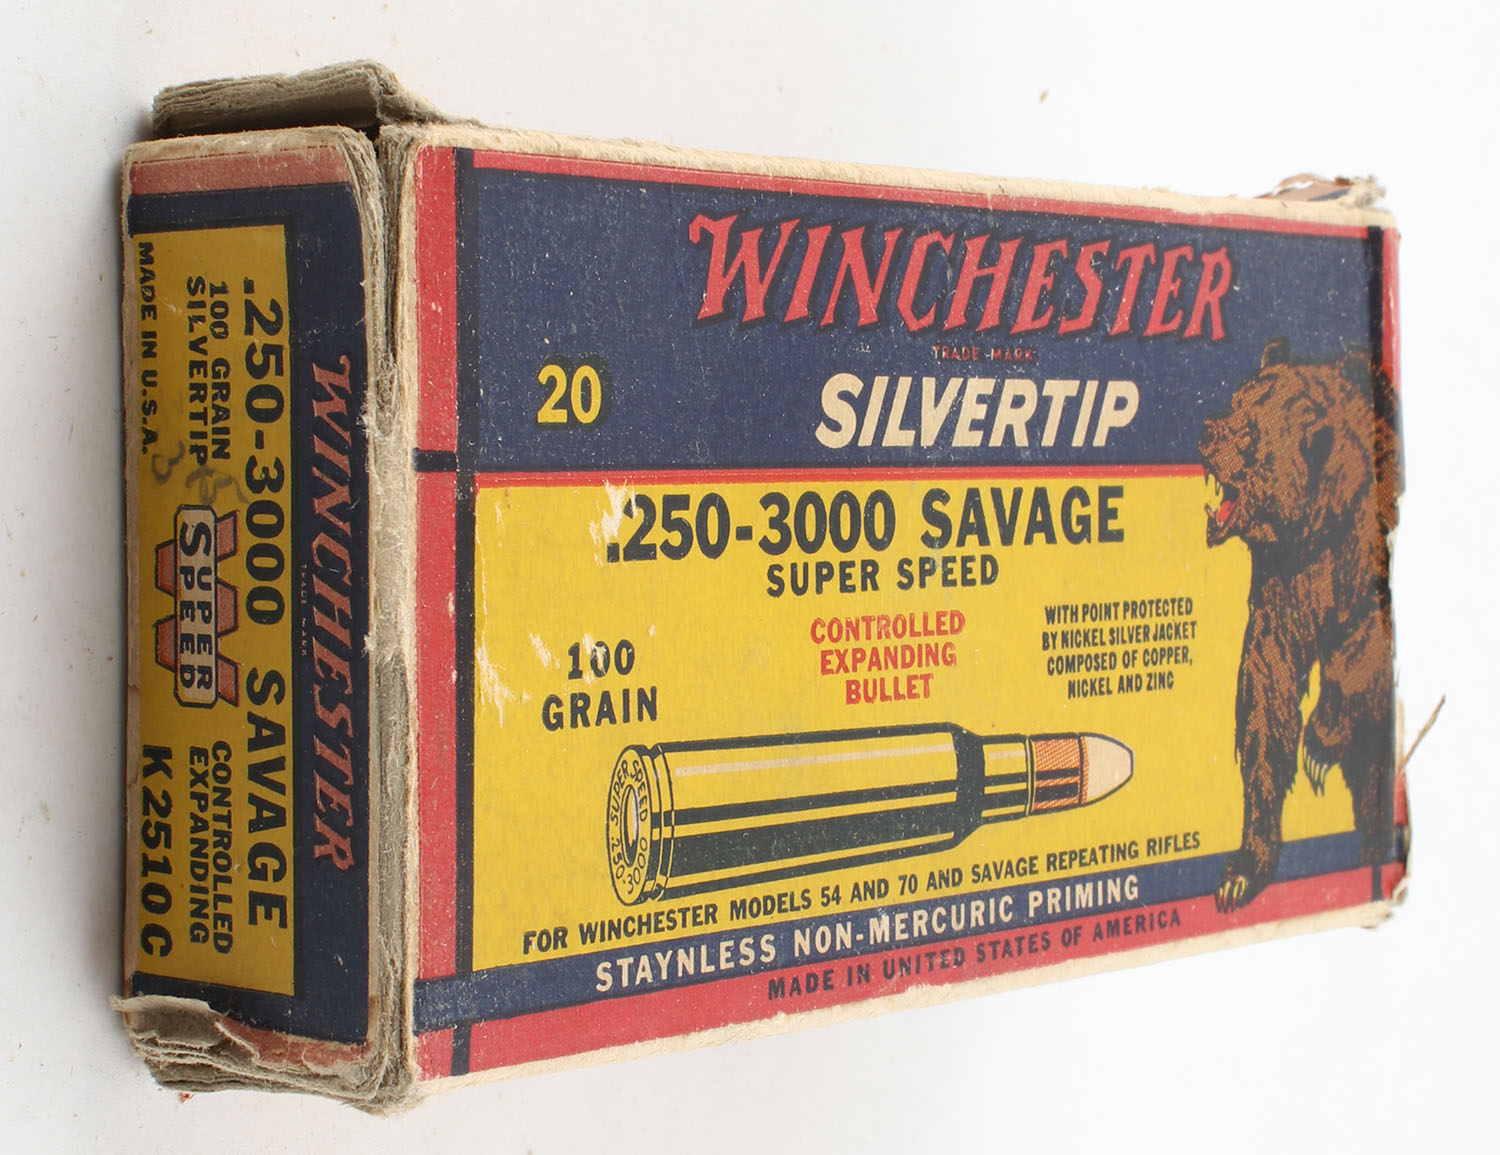 WINCHESTER
TRADE-MARK
SILVERTIP
20
.250-3000 SAVAGE
SUPER SPEED
100
GRAIN
CONTROLLED
EXPANDING
BULLET
WITH POINT PROTECTED
BY NICKEL SILVER JACKET
COMPOSED OF COPPER,
NICKEL AND ZINC
SUPER SPEED
FOR WINCHESTER MODELS 54 AND 70 AND SAVAGE REPEATING RIFLES
STAYNLESS NON-MERCURIC PRIMING
MADE IN UNITED STATES OF AMERICA
WINCHESTER
TRADE MARK
.250-3000 SAVAGE
100 GRAIN
SILVERTIP
SUPER
SPEED
W
CONTROLLED
EXPANDING
MADE IN U.S.A.
K2510C